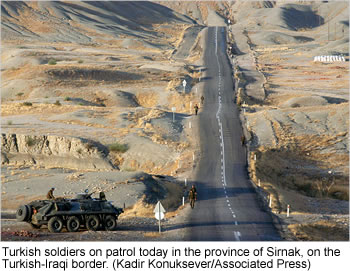 Turkish soldiers on patrol today in the province of Sirnak, on the
Turkish-Iraqi border. (Kadir Konuksever/Associated Press)